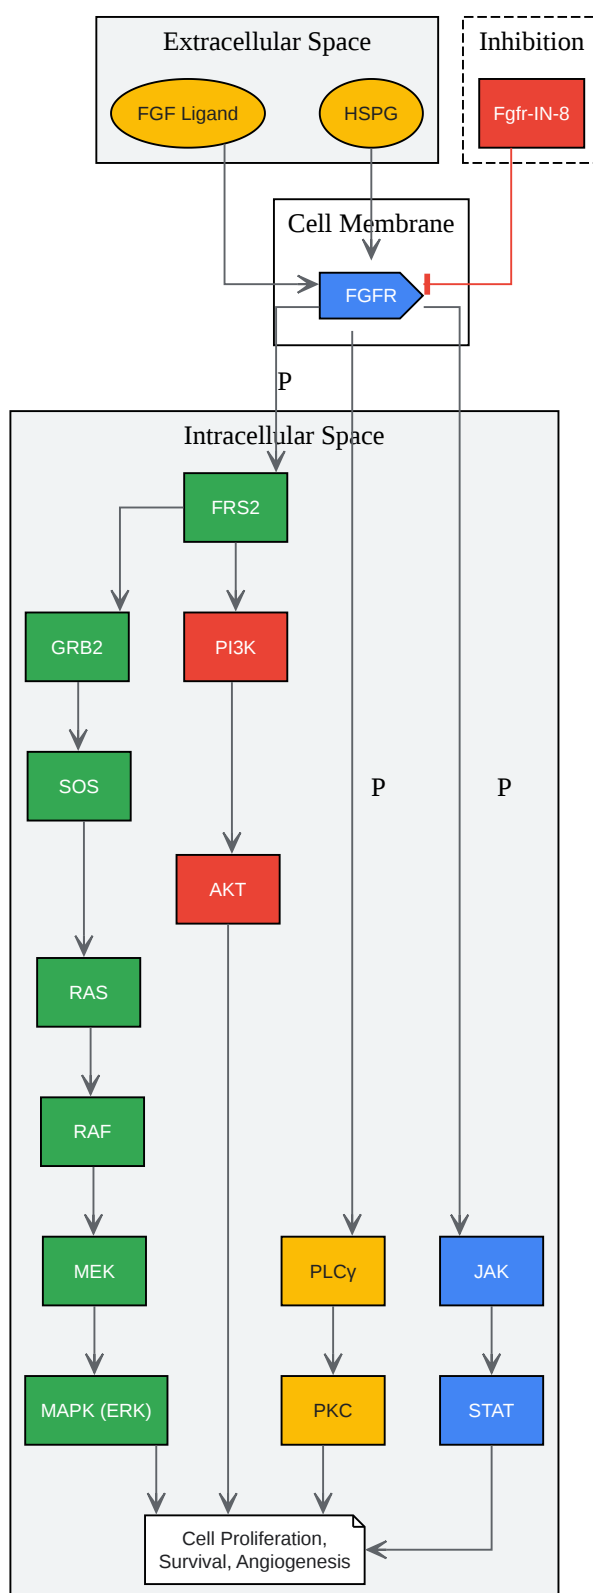 Extracellular Space
Inhibition
FGF Ligand
HSPG
Fgfr-IN-8
Cell Membrane
FGFR
P
Intracellular Space
FRS2
GRB2
PI3K
SOS
P
P
AKT
RAS
RAF
MEK
PLCγ
JAK
MAPK (ERK)
PKC
STAT
Cell Proliferation,
Survival, Angiogenesis